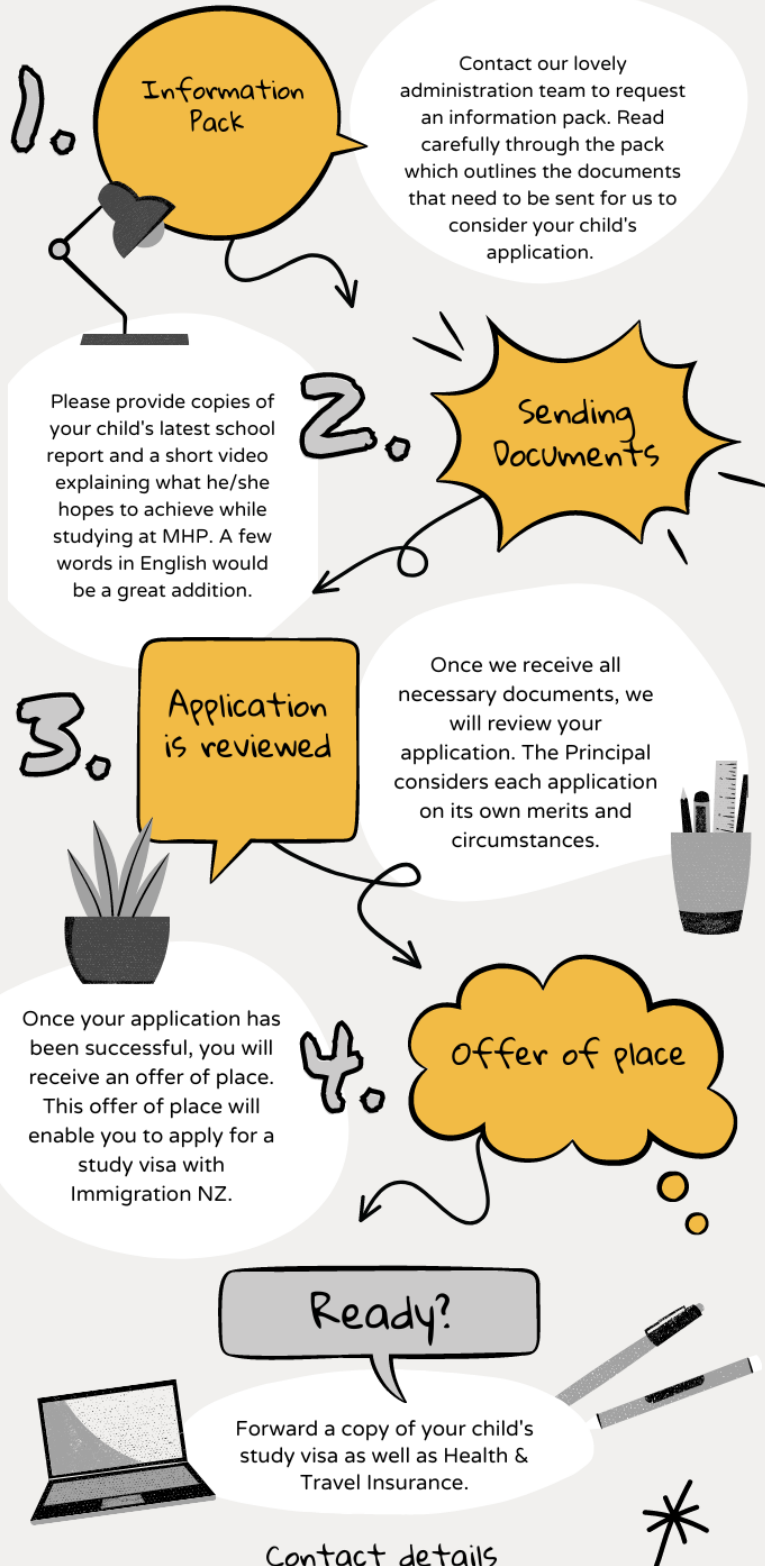 1.
Information
Pack
Contact our lovely
administration team to request
an information pack. Read
carefully through the pack
which outlines the documents
that need to be sent for us to
consider your child's
application.
2.
Sending
Documents
Please provide copies of
your child's latest school
report and a short video
explaining what he/she
hopes to achieve while
studying at MHP. A few
words in English would
be a great addition.
3.
Application
is reviewed
Once we receive all
necessary documents, we
will review your
application. The Principal
considers each application
on its own merits and
circumstances.
4.
Offer of place
Once your application has
been successful, you will
receive an offer of place.
This offer of place will
enable you to apply for a
study visa with
Immigration NZ.
Ready?
Forward a copy of your child's
study visa as well as Health &
Travel Insurance.
Contact details